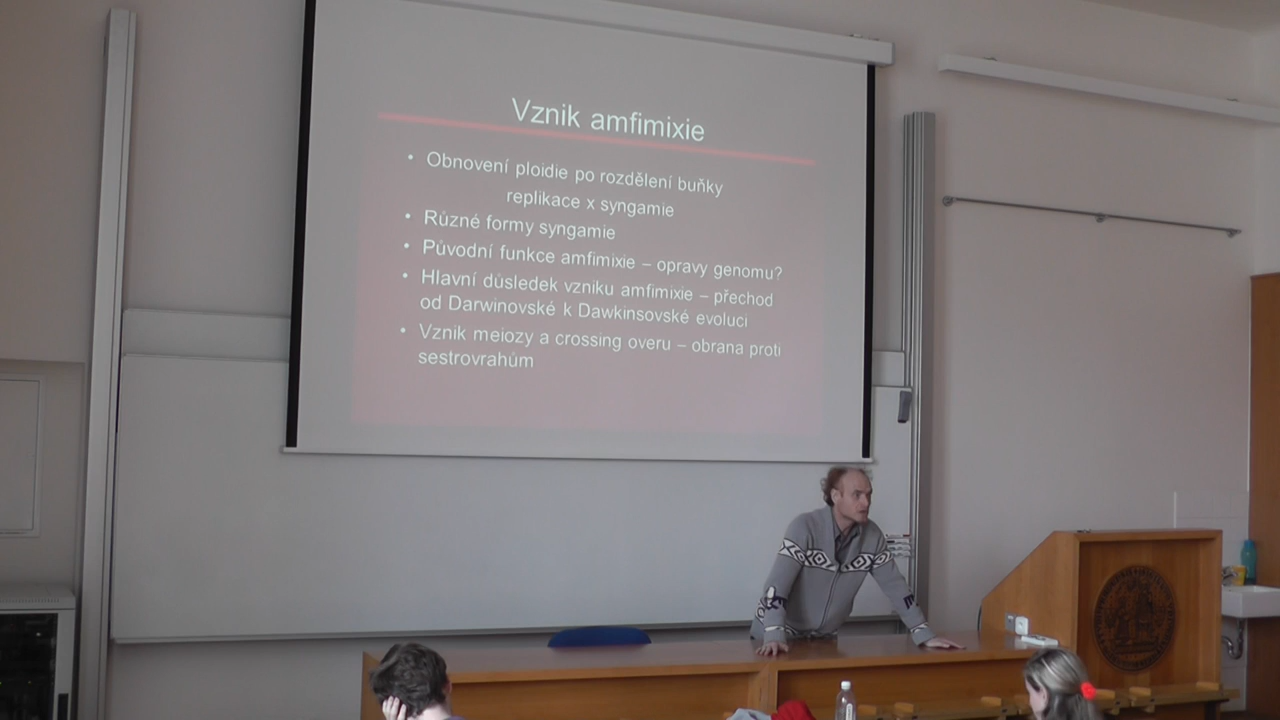 Vznik amfimixie
• Obnovení ploidie po rozdělení buňky
replikace x syngamie
• Různé formy syngamie
• Původní funkce amfimixie – opravy genomu?
• Hlavní důsledek vzniku amfimixie – přechod
od Darwinovské k Dawkinsovské evoluci
• Vznik meiozy a crossing overu – obrana proti
sestrovrahům